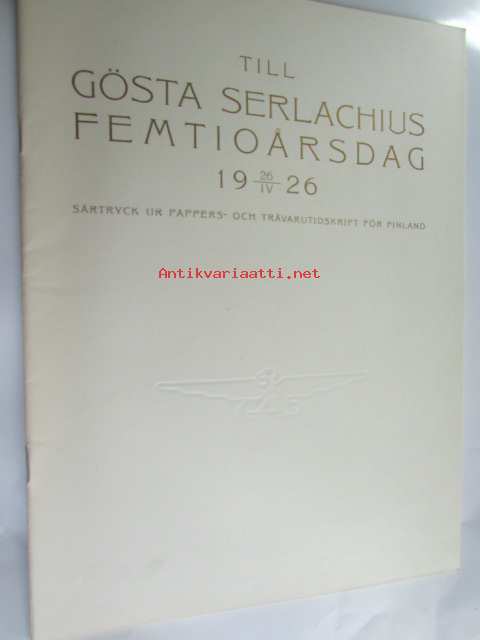 TILL
GÖSTA SERLACHIUS
FEMTIOÅRSDAG
19 26/IV 26
SÄRTRYCK UR PAPPERS- OCH TRÄVARUTIDSKRIFT FÖR FINLAND
Antikvariaatti.net